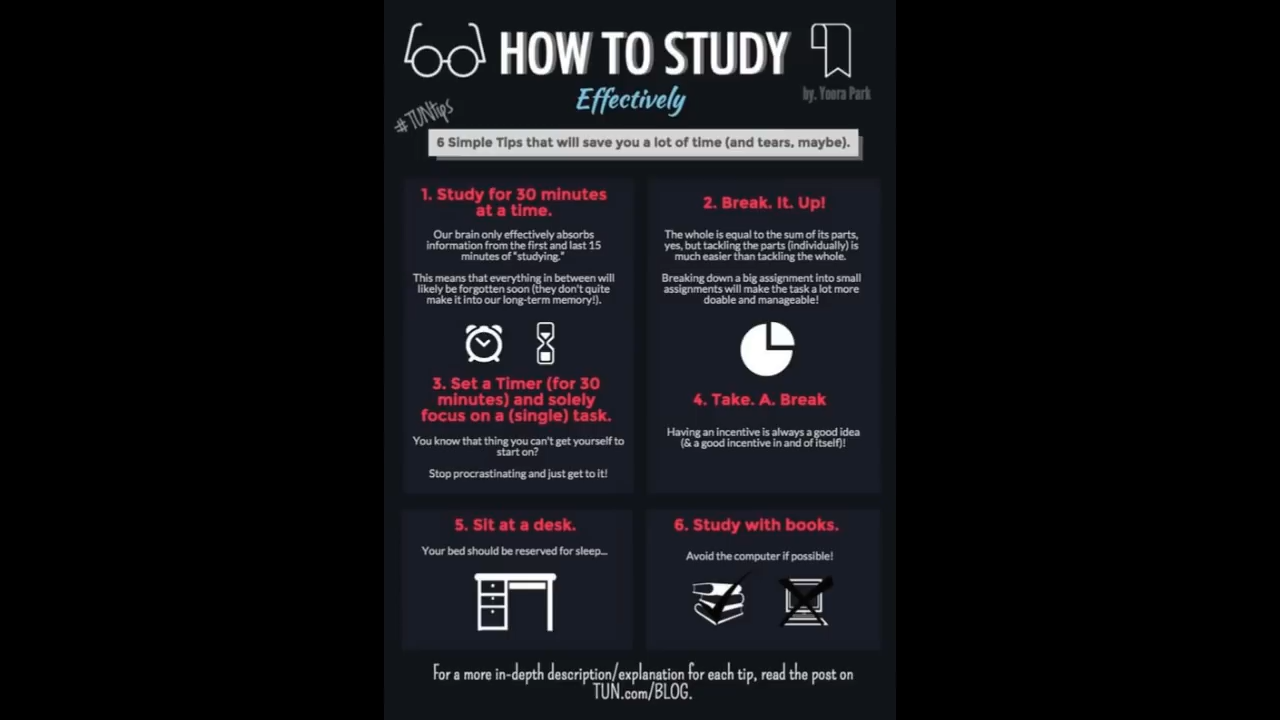 HOW TO STUDY
Effectively
by. Yoora Park
#TUNtips
6 Simple Tips that will save you a lot of time (and tears, maybe).
1. Study for 30 minutes
at a time.
Our brain only effectively absorbs
information from the first and last 15
minutes of "studying."
This means that everything in between will
likely be forgotten soon (they don't quite
make it into our long-term memory!).
2. Break. It. Up!
The whole is equal to the sum of its parts,
yes, but tackling the parts (individually) is
much easier than tackling the whole.
Breaking down a big assignment into small
assignments will make the task a lot more
doable and manageable!
3. Set a Timer (for 30
minutes) and solely
focus on a (single) task.
You know that thing you can't get yourself to
start on?
Stop procrastinating and just get to it!
4. Take. A. Break
Having an incentive is always a good idea
(& a good incentive in and of itself)!
5. Sit at a desk.
Your bed should be reserved for sleep...
6. Study with books.
Avoid the computer if possible!
For a more in-depth description/explanation for each tip, read the post on
TUN.com/BLOG.